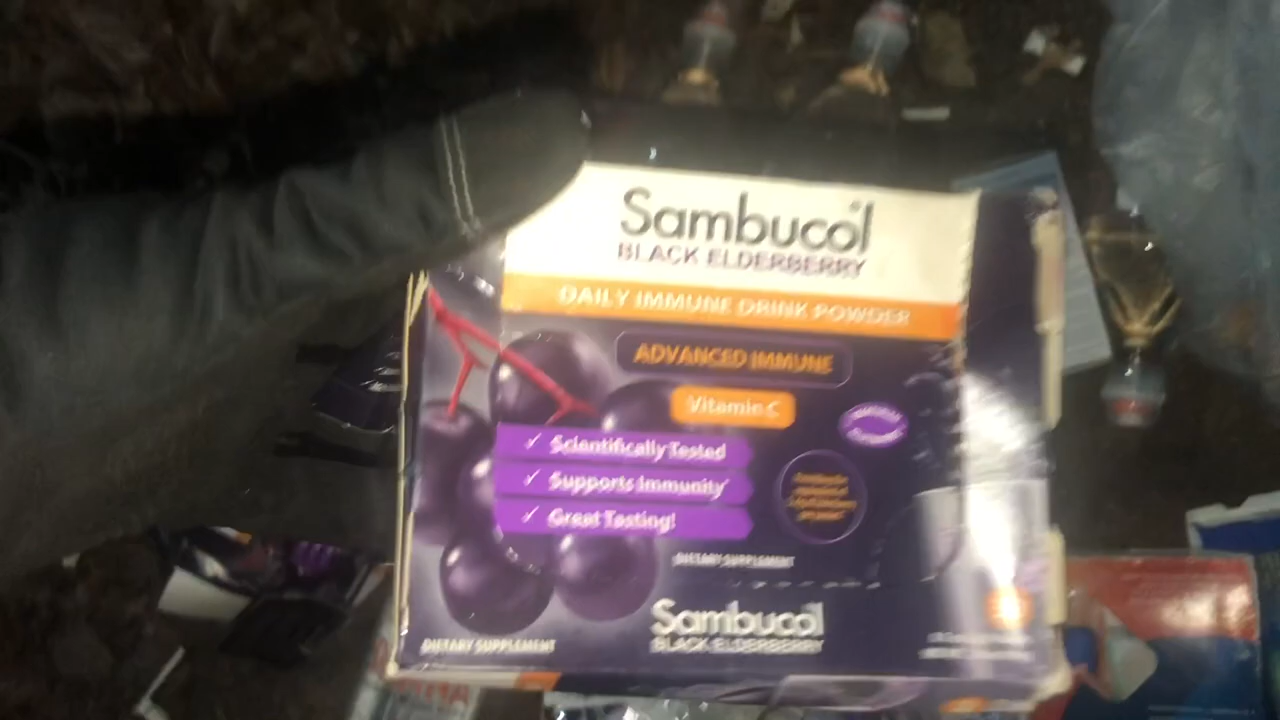 Sambucol
BLACK ELDERBERRY
DAILY IMMUNE DRINK POWDER
ADVANCED IMMUNE
Vitamin C
✓ Scientifically Tested
✓ Supports Immunity*
✓ Great Tasting!
DIETARY SUPPLEMENT
Sambucol
BLACK ELDERBERRY
DIETARY SUPPLEMENT